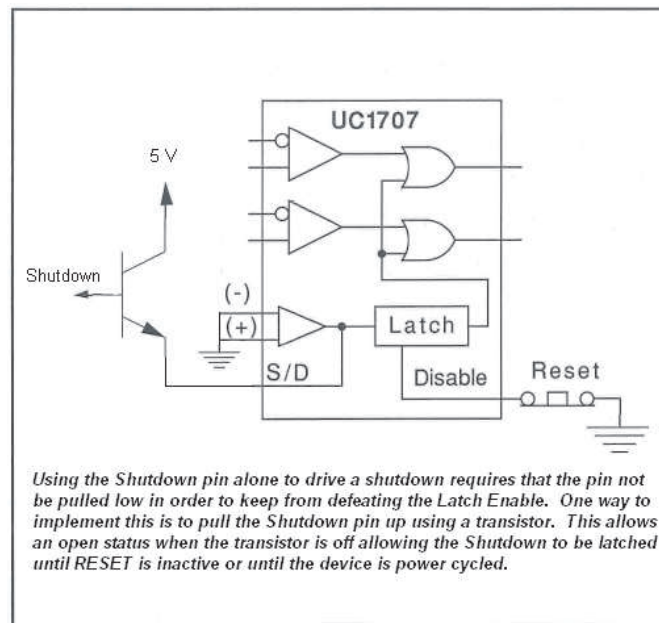 UC1707
5 V
Shutdown
(-)
(+)
Latch
S/D
Disable
Reset
Using the Shutdown pin alone to drive a shutdown requires that the pin not
be pulled low in order to keep from defeating the Latch Enable. One way to
implement this is to pull the Shutdown pin up using a transistor. This allows
an open status when the transistor is off allowing the Shutdown to be latched
until RESET is inactive or until the device is power cycled.